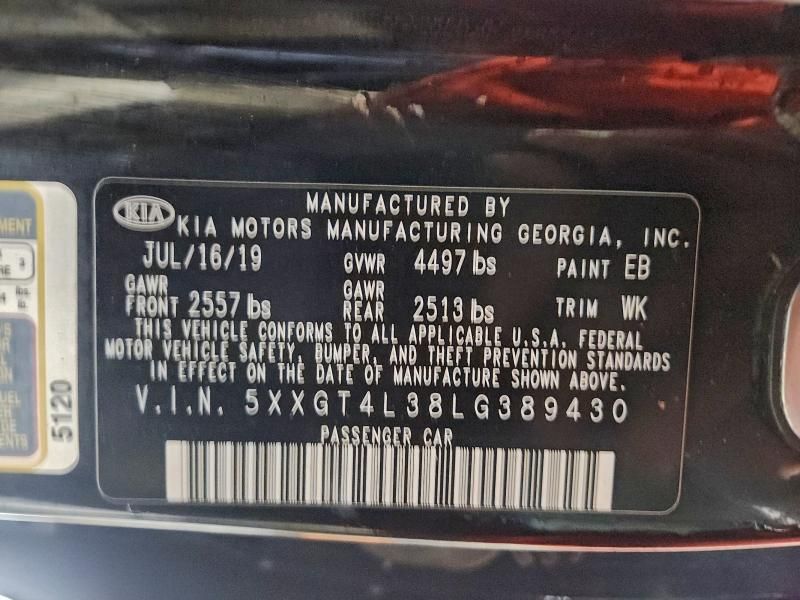 KIA
MANUFACTURED BY
KIA MOTORS MANUFACTURING GEORGIA, INC.
JUL/16/19 GVWR 4497 lbs PAINT EB
GAWR FRONT 2557 lbs GAWR REAR 2513 lbs TRIM WK
THIS VEHICLE CONFORMS TO ALL APPLICABLE U.S.A. FEDERAL
MOTOR VEHICLE SAFETY, BUMPER, AND THEFT PREVENTION STANDARDS
IN EFFECT ON THE DATE OF MANUFACTURE SHOWN ABOVE.
V.I.N. 5XXGT4L38LG389430
PASSENGER CAR
5120
lbs.